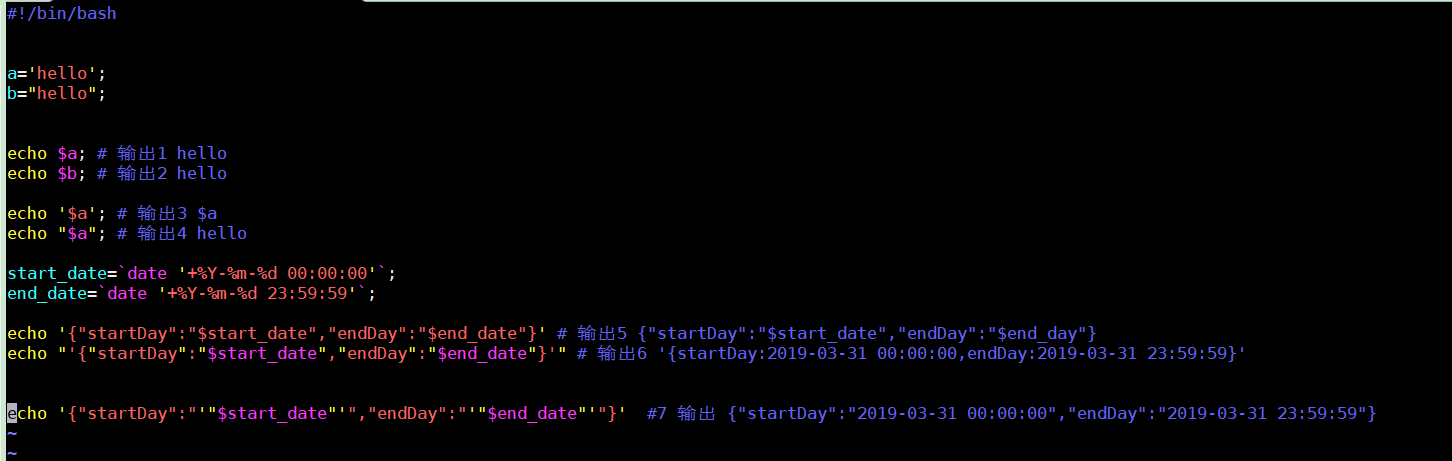 #!/bin/bash
a='hello';
b="hello";
echo $a; # 输出1 hello
echo $b; # 输出2 hello
echo '$a'; # 输出3 $a
echo "$a"; # 输出4 hello
start_date=`date '+%Y-%m-%d 00:00:00'`;
end_date=`date '+%Y-%m-%d 23:59:59'`;
echo '{"startDay":"$start_date","endDay":"$end_date"}' # 输出5 {"startDay":"$start_date","endDay":"$end_day"}
echo "'{"startDay":"$start_date","endDay":"$end_date"}'" # 输出6 '{startDay:2019-03-31 00:00:00,endDay:2019-03-31 23:59:59}'
echo '{"startDay":"'"$start_date"'","endDay":"'"$end_date"'"}'  #7 输出 {"startDay":"2019-03-31 00:00:00","endDay":"2019-03-31 23:59:59"}
~
~